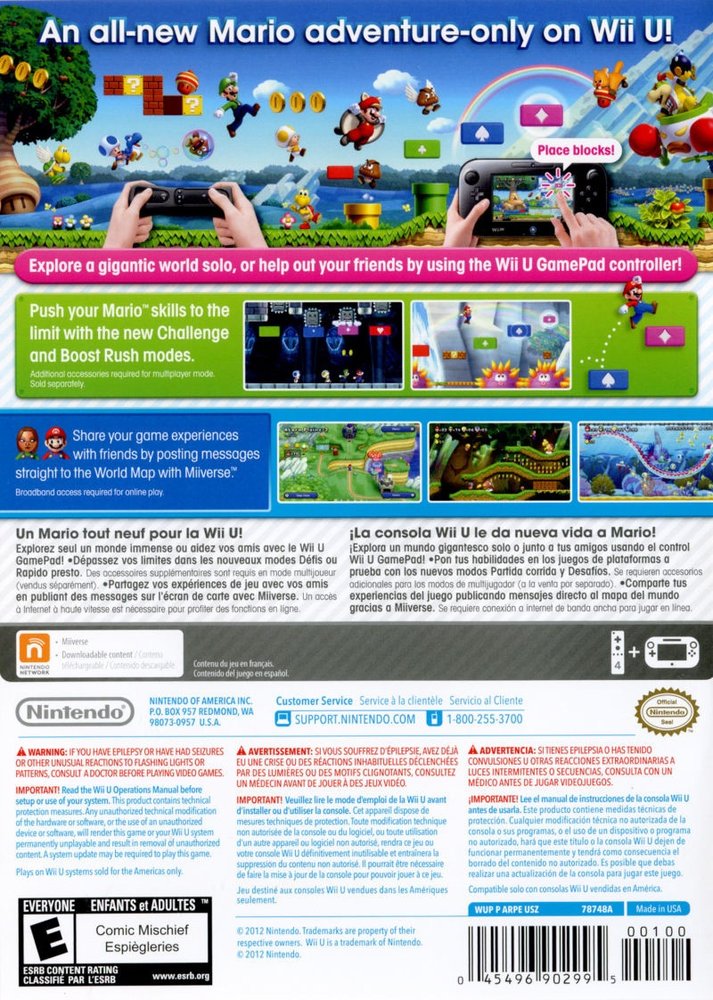 An all-new Mario adventure-only on Wii U!
Place blocks!
Explore a gigantic world solo, or help out your friends by using the Wii U GamePad controller!
Push your Mario™ skills to the
limit with the new Challenge
and Boost Rush modes.
Additional accessories required for multiplayer mode.
Sold separately.
Share your game experiences
with friends by posting messages
straight to the World Map with Miiverse.™
Broadband access required for online play.
Un Mario tout neuf pour la Wii U!
Explorez seul un monde immense ou aidez vos amis avec le Wii U
GamePad! •Dépassez vos limites dans les nouveaux modes Défis ou
Rapido presto. Des accessoires supplémentaires sont requis en mode multijoueur
(vendus séparément). •Partagez vos expériences de jeu avec vos amis
en publiant des messages sur l'écran de carte avec Miiverse. Un accès
à Internet à haute vitesse est nécessaire pour profiter des fonctions en ligne.
¡La consola Wii U le da nueva vida a Mario!
¡Explora un mundo gigantesco solo o junto a tus amigos usando el control
Wii U GamePad! •Pon tus habilidades en los juegos de plataformas a
prueba con los nuevos modos Partida corrida y Desafíos. Se requieren accesorios
adicionales para los modos de multijugador (a la venta por separado). •Comparte tus
experiencias del juego publicando mensajes directo al mapa del mundo
gracias a Miiverse. Se requiere conexión a internet de banda ancha para jugar en línea.
NINTENDO
NETWORK
• Miiverse
• Downloadable content / Contenu
téléchargeable / Contenido descargable
Contenu du jeu en français.
Contenido del juego en español.
4
+
Nintendo®
NINTENDO OF AMERICA INC.
P.O. BOX 957 REDMOND, WA
98073-0957 U.S.A.
Customer Service Service à la clientèle Servicio al Cliente
SUPPORT.NINTENDO.COM 1-800-255-3700
Official
Nintendo
Seal
WARNING: IF YOU HAVE EPILEPSY OR HAVE HAD SEIZURES
OR OTHER UNUSUAL REACTIONS TO FLASHING LIGHTS OR
PATTERNS, CONSULT A DOCTOR BEFORE PLAYING VIDEO GAMES.
IMPORTANT! Read the Wii U Operations Manual before
setup or use of your system. This product contains technical
protection measures. Any unauthorized technical modification
of the hardware or software, or the use of an unauthorized
device or software, will render this game or your Wii U system
permanently unplayable and result in removal of unauthorized
content. A system update may be required to play this game.
Plays on Wii U systems sold for the Americas only.
AVERTISSEMENT: SI VOUS SOUFFREZ D'ÉPILEPSIE, AVEZ DÉJÀ
EU UNE CRISE OU DES RÉACTIONS INHABITUELLES DÉCLENCHÉES
PAR DES LUMIÈRES OU DES MOTIFS CLIGNOTANTS, CONSULTEZ
UN MÉDECIN AVANT DE JOUER À DES JEUX VIDÉO.
IMPORTANT! Veuillez lire le mode d'emploi de la Wii U avant
d'installer ou d'utiliser la console. Cet appareil dispose de
mesures techniques de protection. Toute modification technique
non autorisée de la console ou du logiciel, ou toute utilisation
d'un autre appareil ou logiciel non autorisé, rendra ce jeu ou
votre console Wii U définitivement inutilisable et entraînera la
suppression du contenu non autorisé. Il pourrait être nécessaire
de faire la mise à jour de la console pour pouvoir jouer à ce jeu.
Jeu destiné aux consoles Wii U vendues dans les Amériques
seulement.
ADVERTENCIA: SI TIENES EPILEPSIA O HAS TENIDO
CONVULSIONES U OTRAS REACCIONES EXTRAORDINARIAS A
LUCES INTERMITENTES O SECUENCIAS, CONSULTA CON UN
MÉDICO ANTES DE JUGAR VIDEOJUEGOS.
¡IMPORTANTE! Lee el manual de instrucciones de la consola Wii U
antes de usarla. Este producto contiene medidas técnicas de
protección. Cualquier modificación técnica no autorizada de la
consola o sus programas, o el uso de un dispositivo o programa
no autorizado, hará que este título o la consola Wii U dejen de
funcionar permanentemente y tendrá como consecuencia el
borrado del contenido no autorizado. Es posible que debas
realizar una actualización de la consola para jugar este juego.
Compatible solo con consolas Wii U vendidas en América.
EVERYONE ENFANTS et ADULTES ™
E
Comic Mischief
Espiègleries
ESRB CONTENT RATING
CLASSIFIÉ PAR L'ESRB
www.esrb.org
© 2012 Nintendo. Trademarks are property of their
respective owners. Wii U is a trademark of Nintendo.
© 2012 Nintendo.
WUP P ARPE USZ 78748A Made in USA
00100
0 45496 90299 5